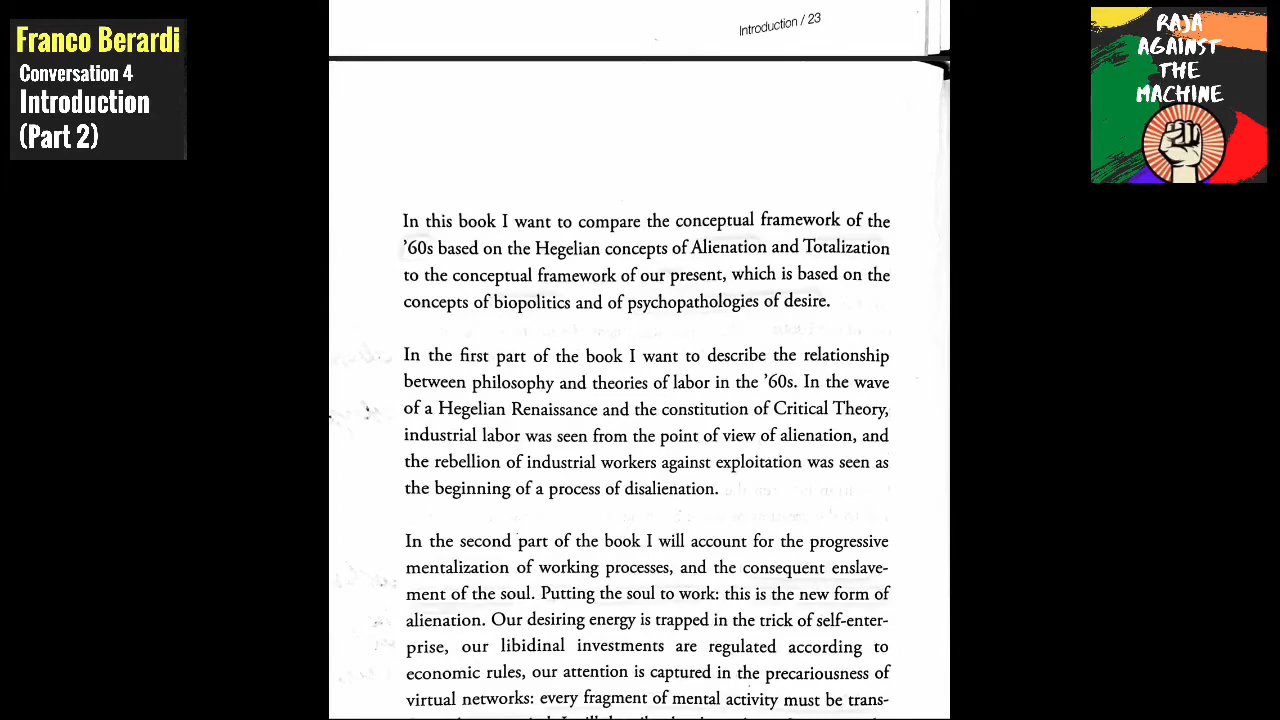 Franco Berardi
Conversation 4
Introduction
(Part 2)
RAJA
AGAINST
THE
MACHINE
Introduction / 23
In this book I want to compare the conceptual framework of the
'60s based on the Hegelian concepts of Alienation and Totalization
to the conceptual framework of our present, which is based on the
concepts of biopolitics and of psychopathologies of desire.
In the first part of the book I want to describe the relationship
between philosophy and theories of labor in the '60s. In the wave
of a Hegelian Renaissance and the constitution of Critical Theory,
industrial labor was seen from the point of view of alienation, and
the rebellion of industrial workers against exploitation was seen as
the beginning of a process of disalienation.
In the second part of the book I will account for the progressive
mentalization of working processes, and the consequent enslave-
ment of the soul. Putting the soul to work: this is the new form of
alienation. Our desiring energy is trapped in the trick of self-enter-
prise, our libidinal investments are regulated according to
economic rules, our attention is captured in the precariousness of
virtual networks: every fragment of mental activity must be trans-